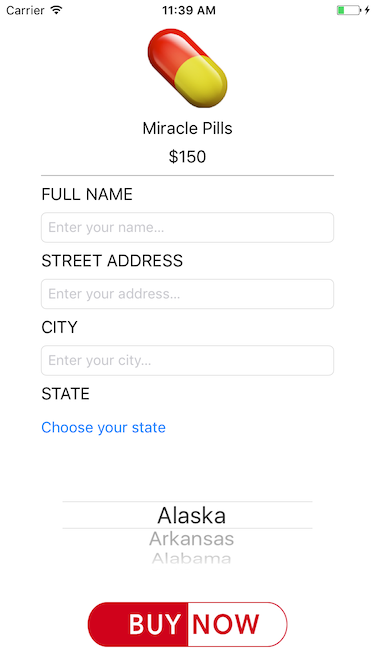 Carrier 11:39 AM
Miracle Pills
$150
FULL NAME
Enter your name...
STREET ADDRESS
Enter your address...
CITY
Enter your city...
STATE
Choose your state
Alaska
Arkansas
Alabama
BUY NOW